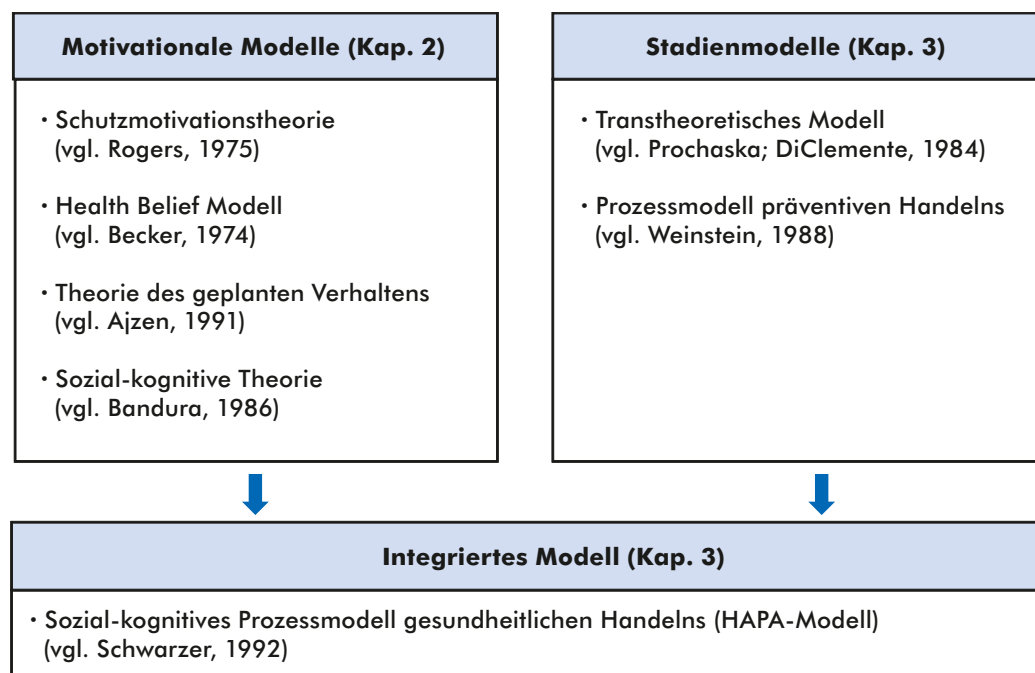 Motivationale Modelle (Kap. 2)
· Schutzmotivationstheorie
(vgl. Rogers, 1975)
· Health Belief Modell
(vgl. Becker, 1974)
· Theorie des geplanten Verhaltens
(vgl. Ajzen, 1991)
· Sozial-kognitive Theorie
(vgl. Bandura, 1986)
Stadienmodelle (Kap. 3)
· Transtheoretisches Modell
(vgl. Prochaska; DiClemente, 1984)
· Prozessmodell präventiven Handelns
(vgl. Weinstein, 1988)
Integriertes Modell (Kap. 3)
· Sozial-kognitives Prozessmodell gesundheitlichen Handelns (HAPA-Modell)
(vgl. Schwarzer, 1992)